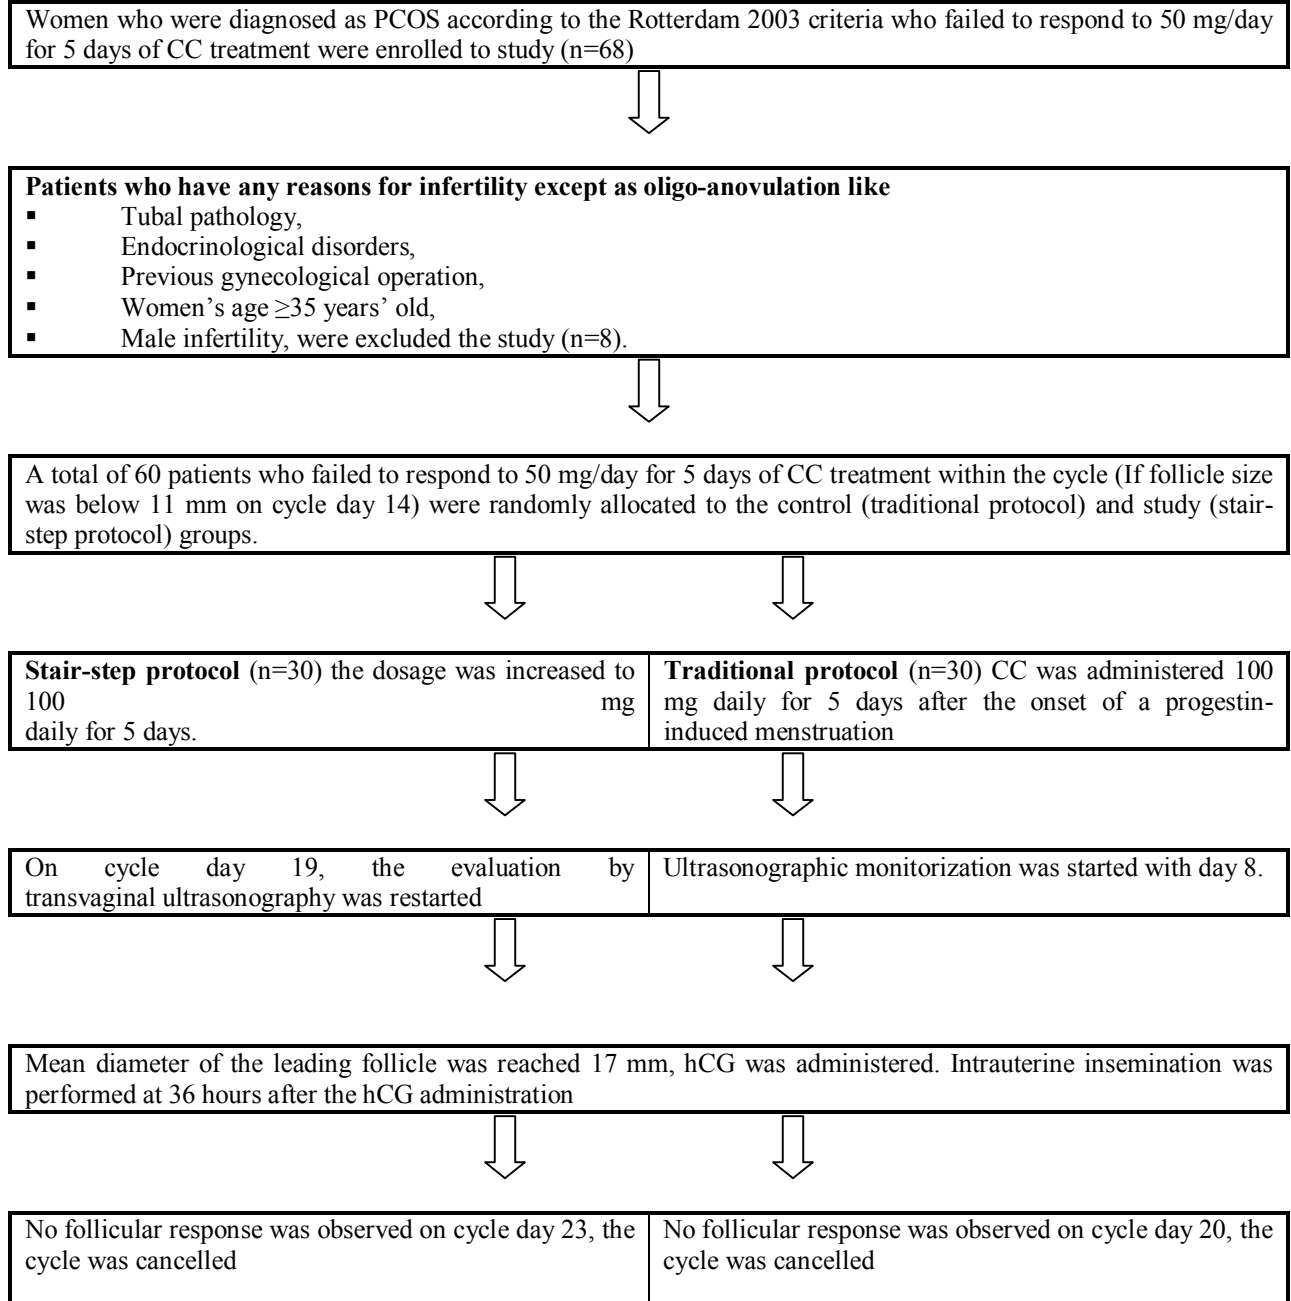 Women who were diagnosed as PCOS according to the Rotterdam 2003 criteria who failed to respond to 50 mg/day
for 5 days of CC treatment were enrolled to study (n=68)
Patients who have any reasons for infertility except as oligo-anovulation like
▪ Tubal pathology,
▪ Endocrinological disorders,
▪ Previous gynecological operation,
▪ Women’s age ≥35 years’ old,
▪ Male infertility, were excluded the study (n=8).
A total of 60 patients who failed to respond to 50 mg/day for 5 days of CC treatment within the cycle (If follicle size
was below 11 mm on cycle day 14) were randomly allocated to the control (traditional protocol) and study (stair-
step protocol) groups.
Stair-step protocol (n=30) the dosage was increased to
100 mg
daily for 5 days.
Traditional protocol (n=30) CC was administered 100
mg daily for 5 days after the onset of a progestin-
induced menstruation
On cycle day 19, the evaluation by
transvaginal ultrasonography was restarted
Ultrasonographic monitorization was started with day 8.
Mean diameter of the leading follicle was reached 17 mm, hCG was administered. Intrauterine insemination was
performed at 36 hours after the hCG administration
No follicular response was observed on cycle day 23, the
cycle was cancelled
No follicular response was observed on cycle day 20, the
cycle was cancelled